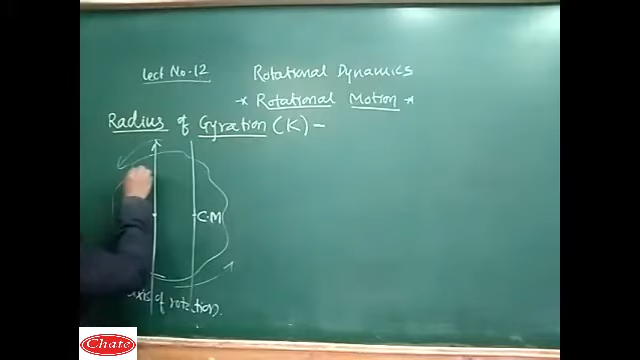 Lect No. 12
Rotational Dynamics
* Rotational Motion *
Radius of Gyration (K) –
C.M
axis of rotation.
Chate